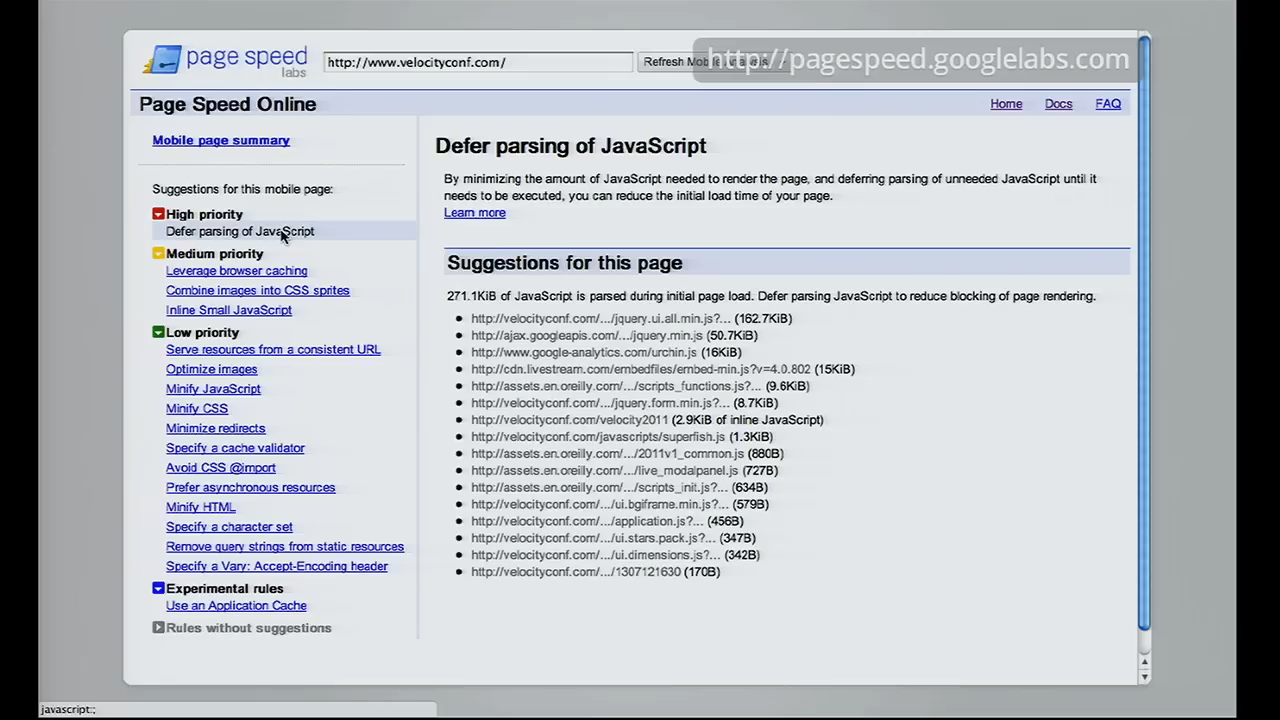 page speed
labs
http://www.velocityconf.com/
Refresh Mobile Analysis
http://pagespeed.googlelabs.com
Page Speed Online
Home Docs FAQ
Mobile page summary
Suggestions for this mobile page:
High priority
Defer parsing of JavaScript
Medium priority
Leverage browser caching
Combine images into CSS sprites
Inline Small JavaScript
Low priority
Serve resources from a consistent URL
Optimize images
Minify JavaScript
Minify CSS
Minimize redirects
Specify a cache validator
Avoid CSS @import
Prefer asynchronous resources
Minify HTML
Specify a character set
Remove query strings from static resources
Specify a Vary: Accept-Encoding header
Experimental rules
Use an Application Cache
Rules without suggestions
Defer parsing of JavaScript
By minimizing the amount of JavaScript needed to render the page, and deferring parsing of unneeded JavaScript until it
needs to be executed, you can reduce the initial load time of your page.
Learn more
Suggestions for this page
271.1KiB of JavaScript is parsed during initial page load. Defer parsing JavaScript to reduce blocking of page rendering.
http://velocityconf.com/.../jquery.ui.all.min.js?... (162.7KiB)
http://ajax.googleapis.com/.../jquery.min.js (50.7KiB)
http://www.google-analytics.com/urchin.js (16KiB)
http://cdn.livestream.com/embedfiles/embed-min.js?v=4.0.802 (15KiB)
http://assets.en.oreilly.com/.../scripts_functions.js?... (9.6KiB)
http://velocityconf.com/.../jquery.form.min.js?... (8.7KiB)
http://velocityconf.com/velocity2011 (2.9KiB of inline JavaScript)
http://velocityconf.com/javascripts/superfish.js (1.3KiB)
http://assets.en.oreilly.com/.../2011v1_common.js (880B)
http://assets.en.oreilly.com/.../live_modalpanel.js (727B)
http://assets.en.oreilly.com/.../scripts_init.js?... (634B)
http://velocityconf.com/.../ui.bgiframe.min.js?... (579B)
http://velocityconf.com/.../application.js?... (456B)
http://velocityconf.com/.../ui.stars.pack.js?... (347B)
http://velocityconf.com/.../ui.dimensions.js?... (342B)
http://velocityconf.com/.../1307121630 (170B)
javascript:;